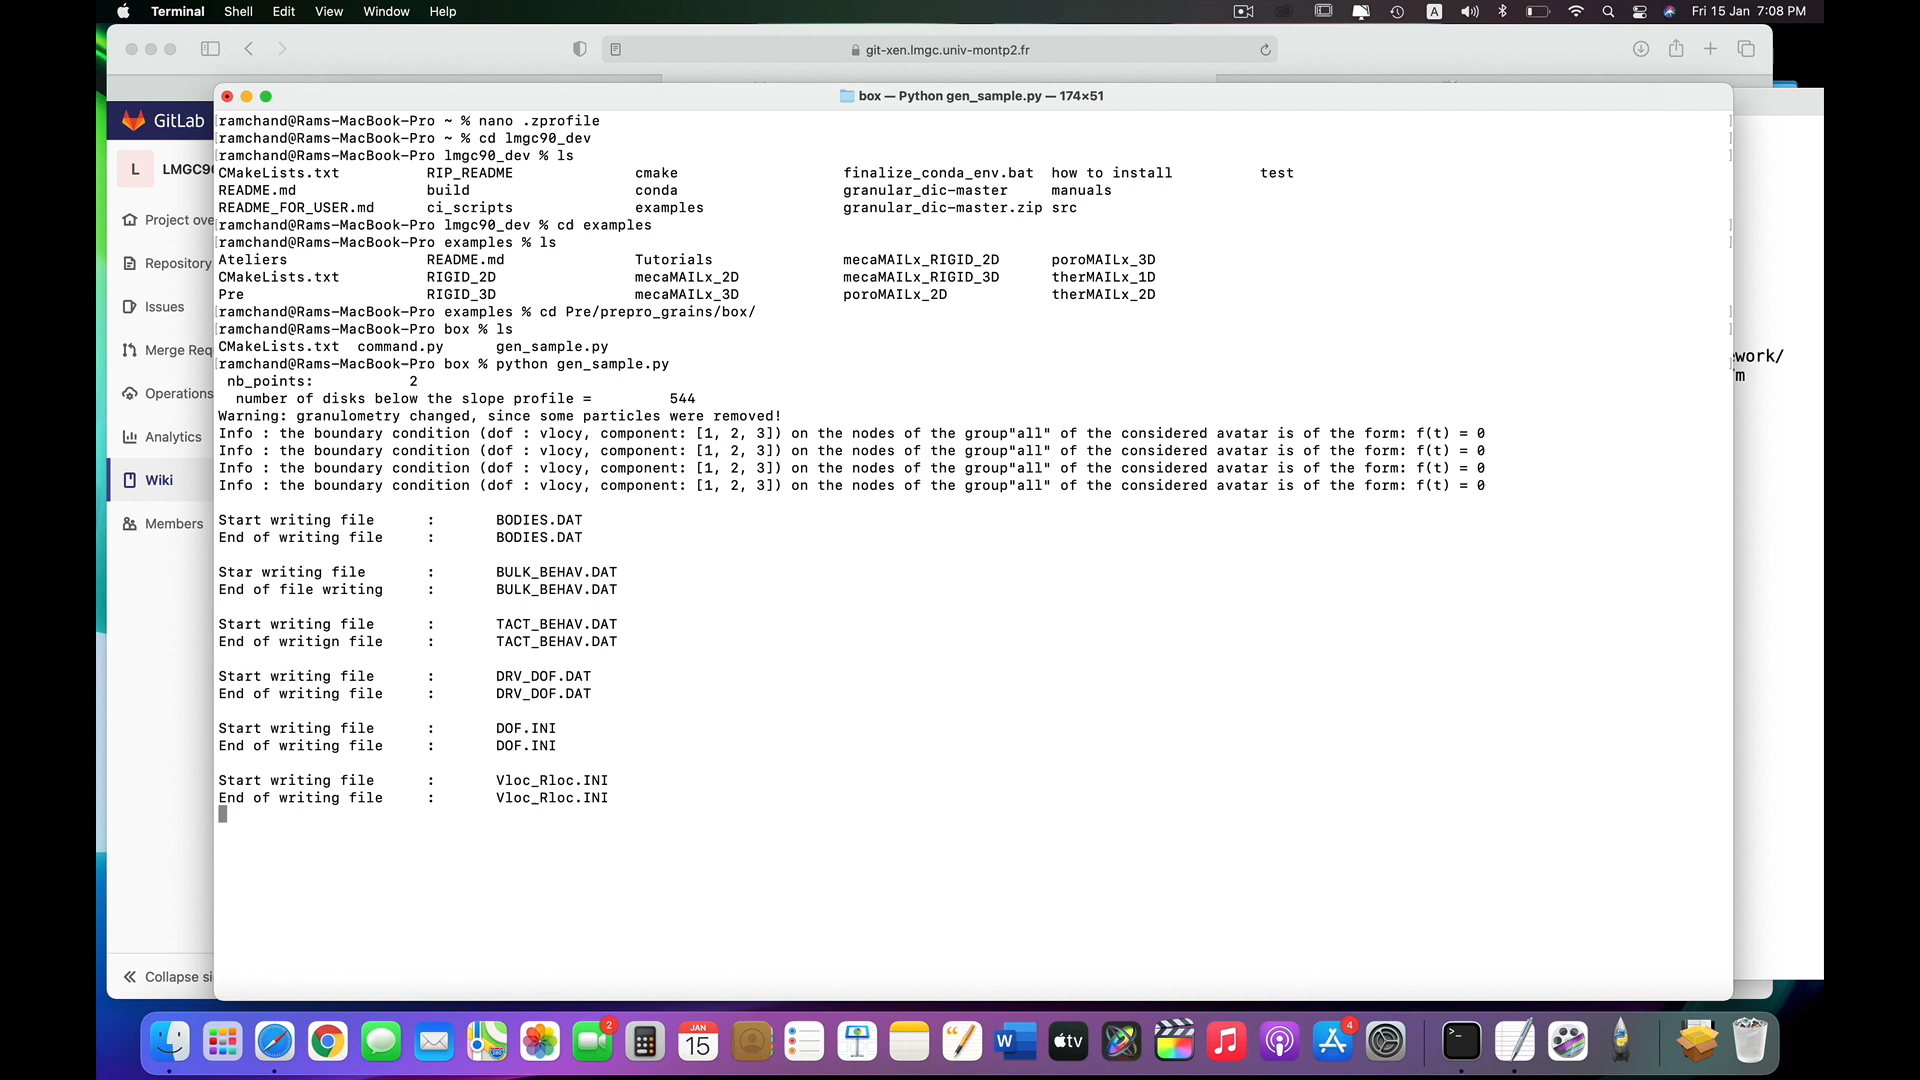 Terminal Shell Edit View Window Help
A
Fri 15 Jan 7:08 PM
git-xen.lmgc.univ-montp2.fr
box — Python gen_sample.py — 174×51
GitLab
L LMGC90
Project ove
Repository
Issues
Merge Req
Operations
Analytics
Wiki
Members
Collapse si
ramchand@Rams-MacBook-Pro ~ % nano .zprofile
ramchand@Rams-MacBook-Pro ~ % cd lmgc90_dev
ramchand@Rams-MacBook-Pro lmgc90_dev % ls
CMakeLists.txt RIP_README cmake finalize_conda_env.bat how to install test
README.md build conda granular_dic-master manuals
README_FOR_USER.md ci_scripts examples granular_dic-master.zip src
ramchand@Rams-MacBook-Pro lmgc90_dev % cd examples
ramchand@Rams-MacBook-Pro examples % ls
Ateliers README.md Tutorials mecaMAILx_RIGID_2D poroMAILx_3D
CMakeLists.txt RIGID_2D mecaMAILx_2D mecaMAILx_RIGID_3D therMAILx_1D
Pre RIGID_3D mecaMAILx_3D poroMAILx_2D therMAILx_2D
ramchand@Rams-MacBook-Pro examples % cd Pre/prepro_grains/box/
ramchand@Rams-MacBook-Pro box % ls
CMakeLists.txt command.py gen_sample.py
ramchand@Rams-MacBook-Pro box % python gen_sample.py
nb_points: 2
number of disks below the slope profile = 544
Warning: granulometry changed, since some particles were removed!
Info : the boundary condition (dof : vlocy, component: [1, 2, 3]) on the nodes of the group"all" of the considered avatar is of the form: f(t) = 0
Info : the boundary condition (dof : vlocy, component: [1, 2, 3]) on the nodes of the group"all" of the considered avatar is of the form: f(t) = 0
Info : the boundary condition (dof : vlocy, component: [1, 2, 3]) on the nodes of the group"all" of the considered avatar is of the form: f(t) = 0
Info : the boundary condition (dof : vlocy, component: [1, 2, 3]) on the nodes of the group"all" of the considered avatar is of the form: f(t) = 0
Start writing file : BODIES.DAT
End of writing file : BODIES.DAT
Star writing file : BULK_BEHAV.DAT
End of file writing : BULK_BEHAV.DAT
Start writing file : TACT_BEHAV.DAT
End of writign file : TACT_BEHAV.DAT
Start writing file : DRV_DOF.DAT
End of writing file : DRV_DOF.DAT
Start writing file : DOF.INI
End of writing file : DOF.INI
Start writing file : Vloc_Rloc.INI
End of writing file : Vloc_Rloc.INI
work/
m
2
JAN
15
W
tv
4